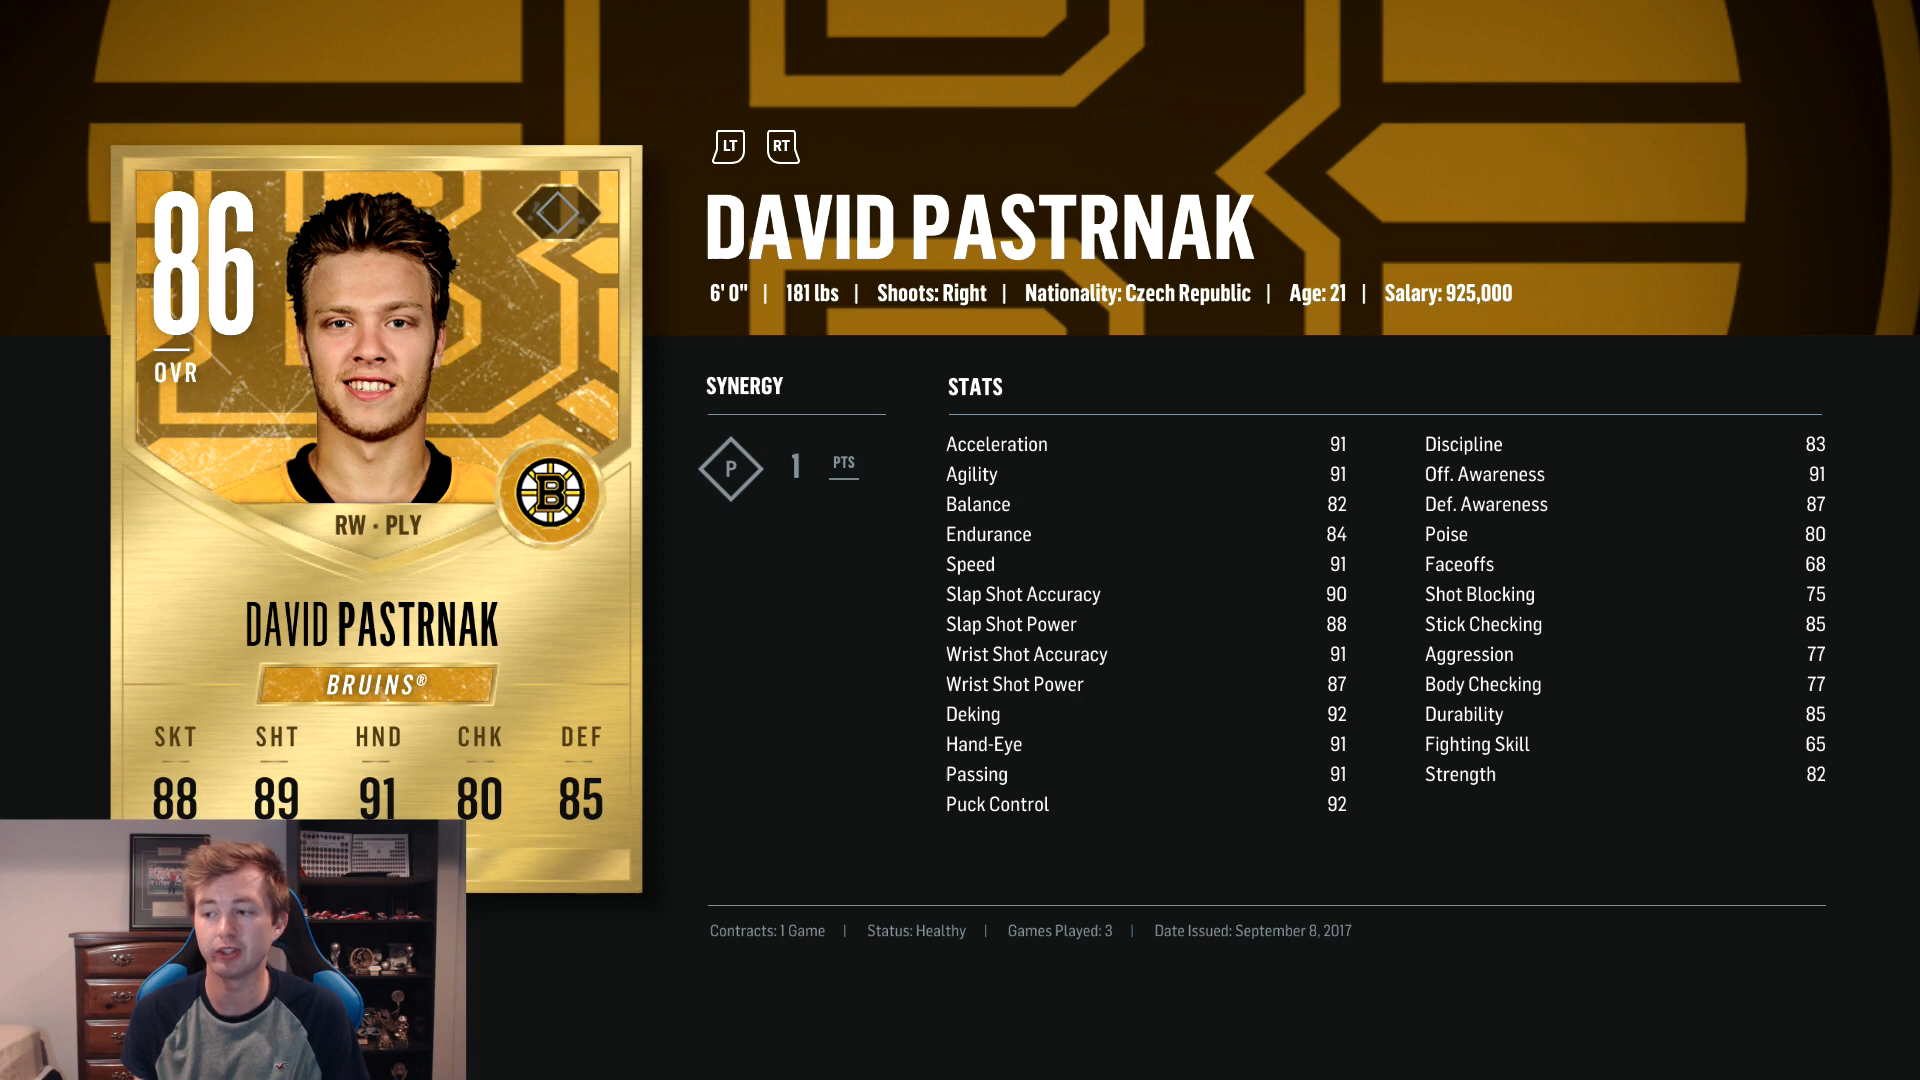 86
OVR
RW · PLY
B
DAVID PASTRNAK
BRUINS®
SKT SHT HND CHK DEF
88 89 91 80 85
LT RT
DAVID PASTRNAK
6' 0" | 181 lbs | Shoots: Right | Nationality: Czech Republic | Age: 21 | Salary: 925,000
SYNERGY
P 1 PTS
STATS
Acceleration 91
Agility 91
Balance 82
Endurance 84
Speed 91
Slap Shot Accuracy 90
Slap Shot Power 88
Wrist Shot Accuracy 91
Wrist Shot Power 87
Deking 92
Hand-Eye 91
Passing 91
Puck Control 92
Discipline 83
Off. Awareness 91
Def. Awareness 87
Poise 80
Faceoffs 68
Shot Blocking 75
Stick Checking 85
Aggression 77
Body Checking 77
Durability 85
Fighting Skill 65
Strength 82
Contracts: 1 Game | Status: Healthy | Games Played: 3 | Date Issued: September 8, 2017